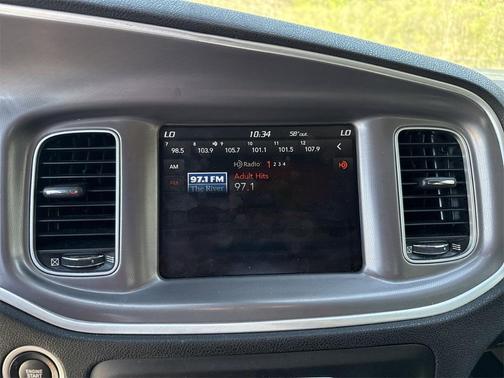 LO 10:34 58°out. LO
7 8 9 10 11 12
98.5 103.9 105.7 101.1 101.5 107.9
AM HD Radio 1 2 3 4
FM 97.1 FM Adult Hits
The River 97.1
ENGINE
START